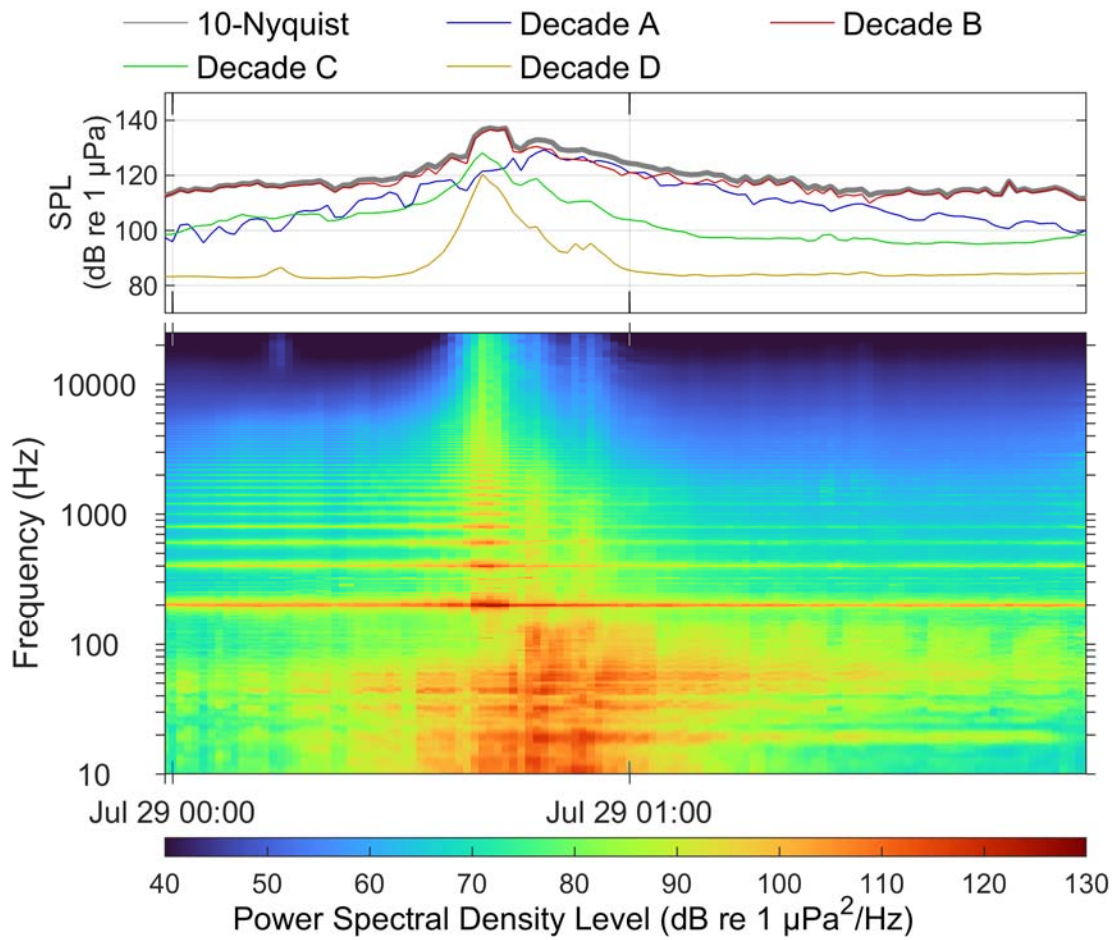 10-Nyquist Decade A Decade B
Decade C Decade D
140
120
100
80
SPL
(dB re 1 µPa)
10000
1000
100
10
Frequency (Hz)
Jul 29 00:00 Jul 29 01:00
40 50 60 70 80 90 100 110 120 130
Power Spectral Density Level (dB re 1 µPa²/Hz)